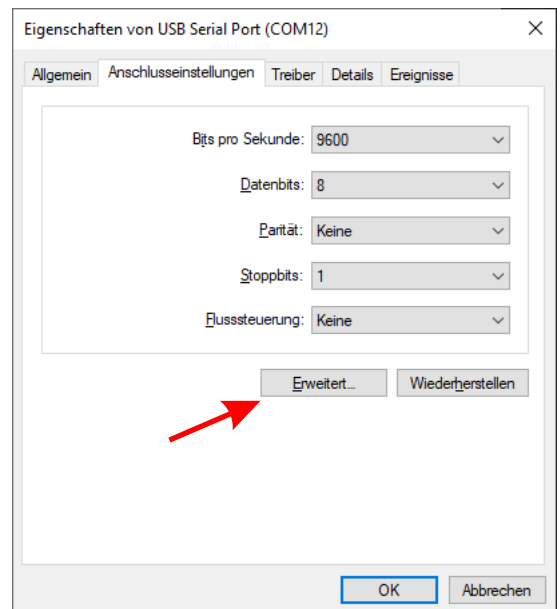 Eigenschaften von USB Serial Port (COM12)
Allgemein Anschlusseinstellungen Treiber Details Ereignisse
Bits pro Sekunde: 9600
Datenbits: 8
Parität: Keine
Stoppbits: 1
Flusssteuerung: Keine
Erweitert... Wiederherstellen
OK Abbrechen